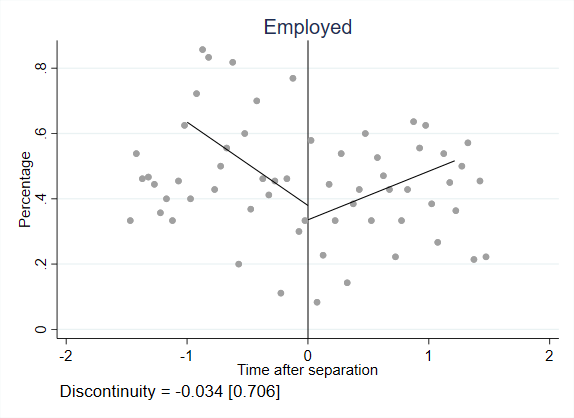 Employed
Percentage
.8
.6
.4
.2
0
-2
-1
0
1
2
Time after separation
Discontinuity = -0.034 [0.706]